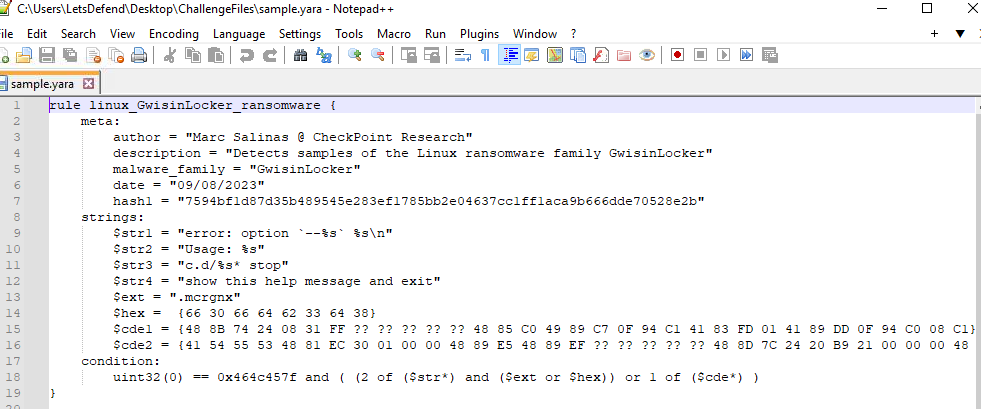 C:\Users\LetsDefend\Desktop\ChallengeFiles\sample.yara - Notepad++
File Edit Search View Encoding Language Settings Tools Macro Run Plugins Window ?
sample.yara
1 rule linux_GwisinLocker_ransomware {
2 meta:
3 author = "Marc Salinas @ CheckPoint Research"
4 description = "Detects samples of the Linux ransomware family GwisinLocker"
5 malware_family = "GwisinLocker"
6 date = "09/08/2023"
7 hash1 = "7594bf1d87d35b489545e283ef1785bb2e04637cc1ff1aca9b666dde70528e2b"
8 strings:
9 $str1 = "error: option `--%s` %s\n"
10 $str2 = "Usage: %s"
11 $str3 = "c.d/%s* stop"
12 $str4 = "show this help message and exit"
13 $ext = ".mcrgnx"
14 $hex = {66 30 66 64 62 33 64 38}
15 $cde1 = {48 8B 74 24 08 31 FF ?? ?? ?? ?? ?? 48 85 C0 49 89 C7 0F 94 C1 41 83 FD 01 41 89 DD 0F 94 C0 08 C1}
16 $cde2 = {41 54 55 53 48 81 EC 30 01 00 00 48 89 E5 48 89 EF ?? ?? ?? ?? ?? 48 8D 7C 24 20 B9 21 00 00 00 48
17 condition:
18 uint32(0) == 0x464c457f and ( (2 of ($str*) and ($ext or $hex)) or 1 of ($cde*) )
19 }
20